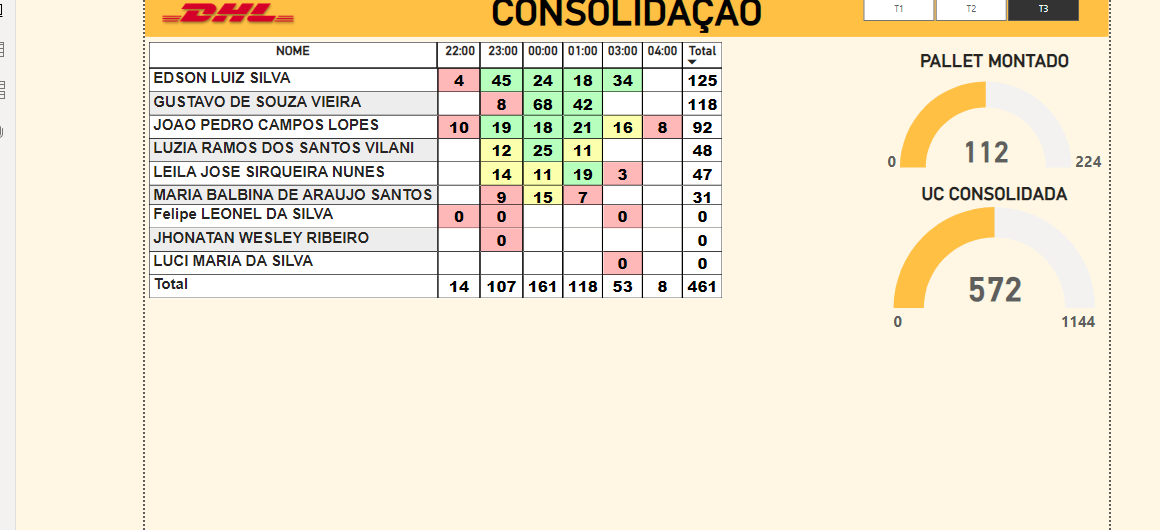 DHL
CONSOLIDAÇÃO
T1 T2 T3
NOME 22:00 23:00 00:00 01:00 03:00 04:00 Total
EDSON LUIZ SILVA 4 45 24 18 34 125
GUSTAVO DE SOUZA VIEIRA 8 68 42 118
JOAO PEDRO CAMPOS LOPES 10 19 18 21 16 8 92
LUZIA RAMOS DOS SANTOS VILANI 12 25 11 48
LEILA JOSE SIRQUEIRA NUNES 14 11 19 3 47
MARIA BALBINA DE ARAUJO SANTOS 9 15 7 31
Felipe LEONEL DA SILVA 0 0 0 0
JHONATAN WESLEY RIBEIRO 0 0
LUCI MARIA DA SILVA 0 0
Total 14 107 161 118 53 8 461
PALLET MONTADO
112
0 224
UC CONSOLIDADA
572
0 1144